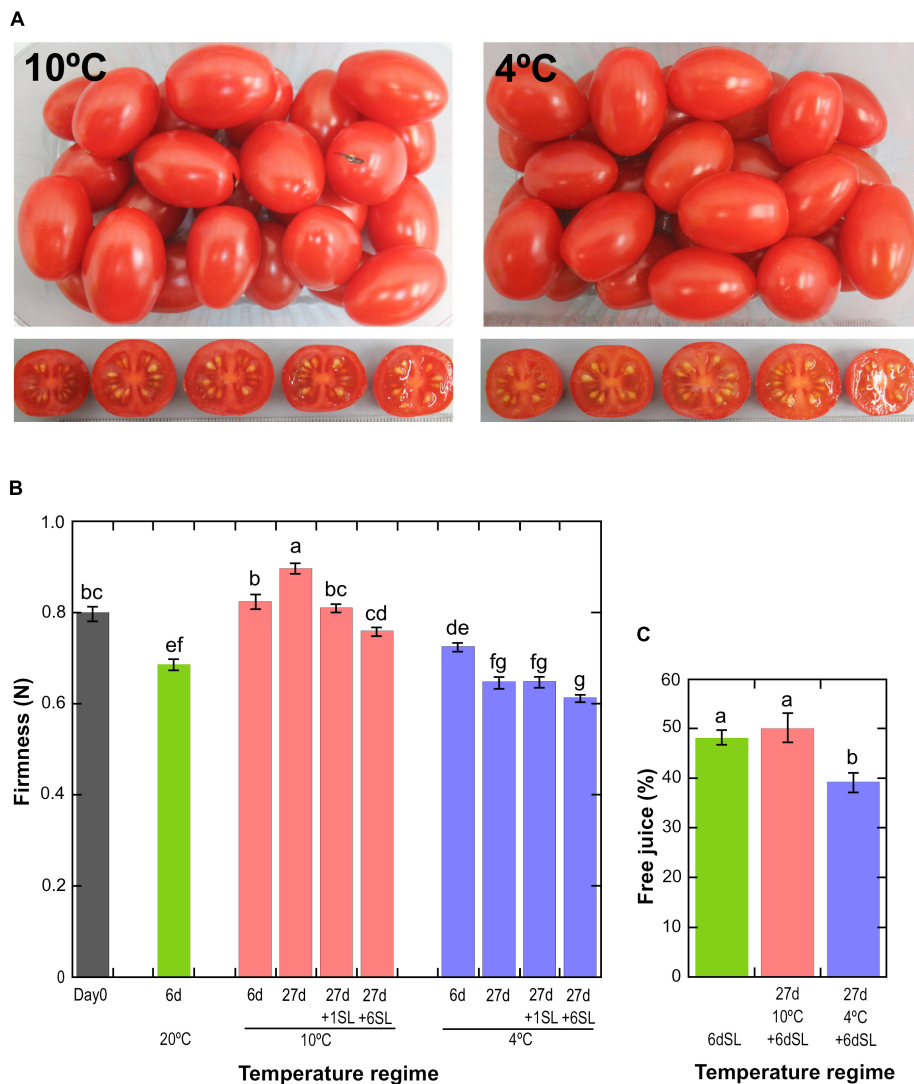 A
10ºC
4ºC
B
1.0
0.8
0.6
0.4
0.2
0
Firmness (N)
bc
ef
b
a
bc
cd
de
fg
fg
g
Day0
6d
6d
27d
27d
27d
6d
27d
27d
27d
+1SL
+6SL
+1SL
+6SL
20ºC
10ºC
4ºC
Temperature regime
C
60
50
40
30
20
10
0
Free juice (%)
a
a
b
27d
27d
10ºC
4ºC
6dSL
+6dSL
+6dSL
Temperature regime